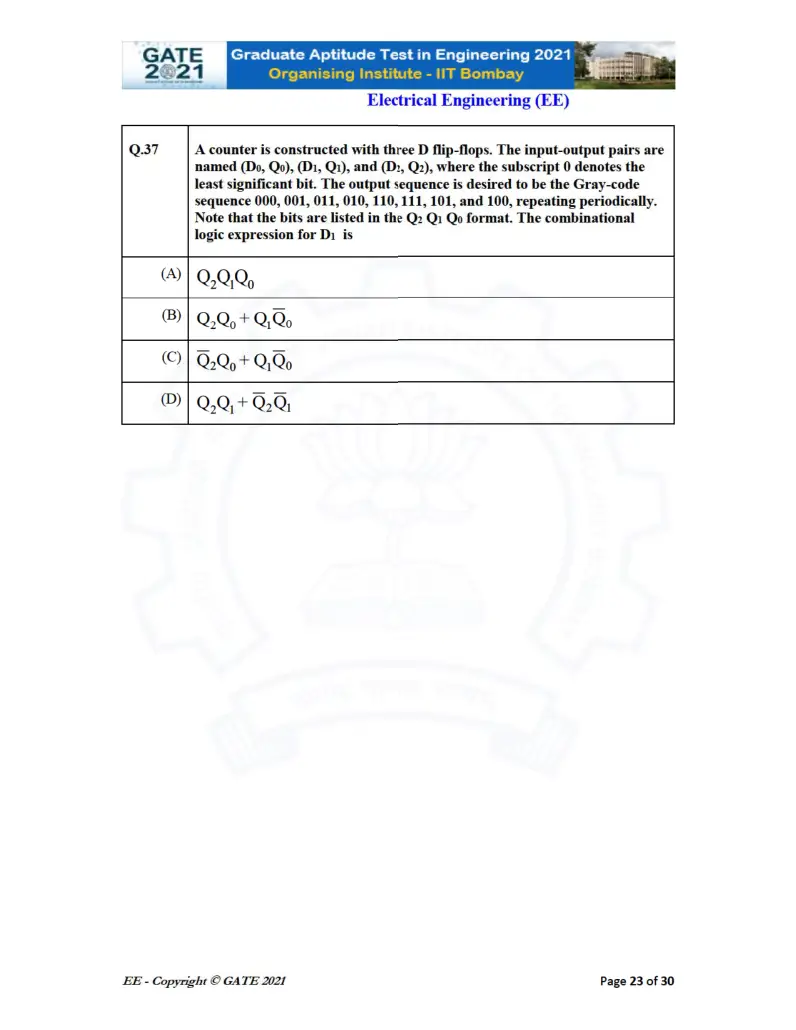 GATE
2021
Graduate Aptitude Test in Engineering 2021
Organising Institute - IIT Bombay
Electrical Engineering (EE)
Q.37
A counter is constructed with three D flip-flops. The input-output pairs are
named (D₀, Q₀), (D₁, Q₁), and (D₂, Q₂), where the subscript 0 denotes the
least significant bit. The output sequence is desired to be the Gray-code
sequence 000, 001, 011, 010, 110, 111, 101, and 100, repeating periodically.
Note that the bits are listed in the Q₂ Q₁ Q₀ format. The combinational
logic expression for D₁ is
(A) Q₂Q₁Q₀
(B) Q₂Q₀ + Q₁Q̅₀
(C) Q̅₂Q₀ + Q₁Q̅₀
(D) Q₂Q₁ + Q̅₂Q̅₁
EE - Copyright © GATE 2021
Page 23 of 30